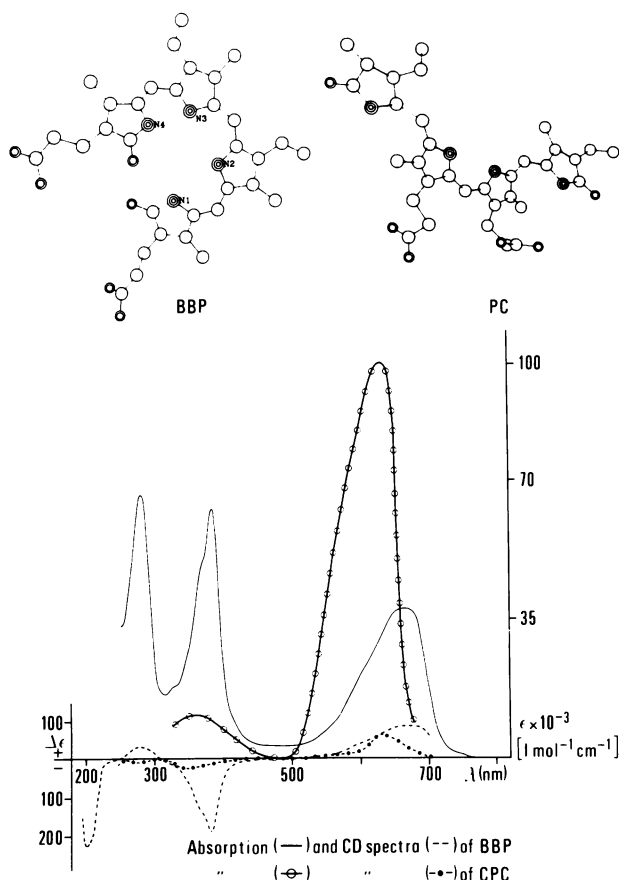 N3
N4
N2
N1
BBP
PC
100
70
35
100
ϵ × 10⁻³
+ Δϵ −
[l mol⁻¹ cm⁻¹]
200 300 500 700 λ (nm)
100
200
Absorption (—) and CD spectra (---) of BBP
" (-o-) " (-•-) of CPC